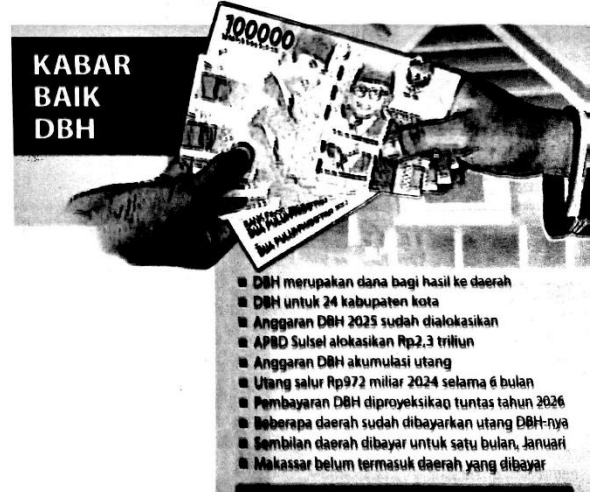 KABAR
BAIK
DBH
100000
DBH merupakan dana bagi hasil ke daerah
DBH untuk 24 kabupaten kota
Anggaran DBH 2025 sudah dialokasikan
APBD Sulsel alokasikan Rp2,3 triliun
Anggaran DBH akumulasi utang
Utang salur Rp972 miliar 2024 selama 6 bulan
Pembayaran DBH diproyeksikan tuntas tahun 2026
Beberapa daerah sudah dibayarkan utang DBH-nya
Sembilan daerah dibayar untuk satu bulan, Januari
Makassar belum termasuk daerah yang dibayar